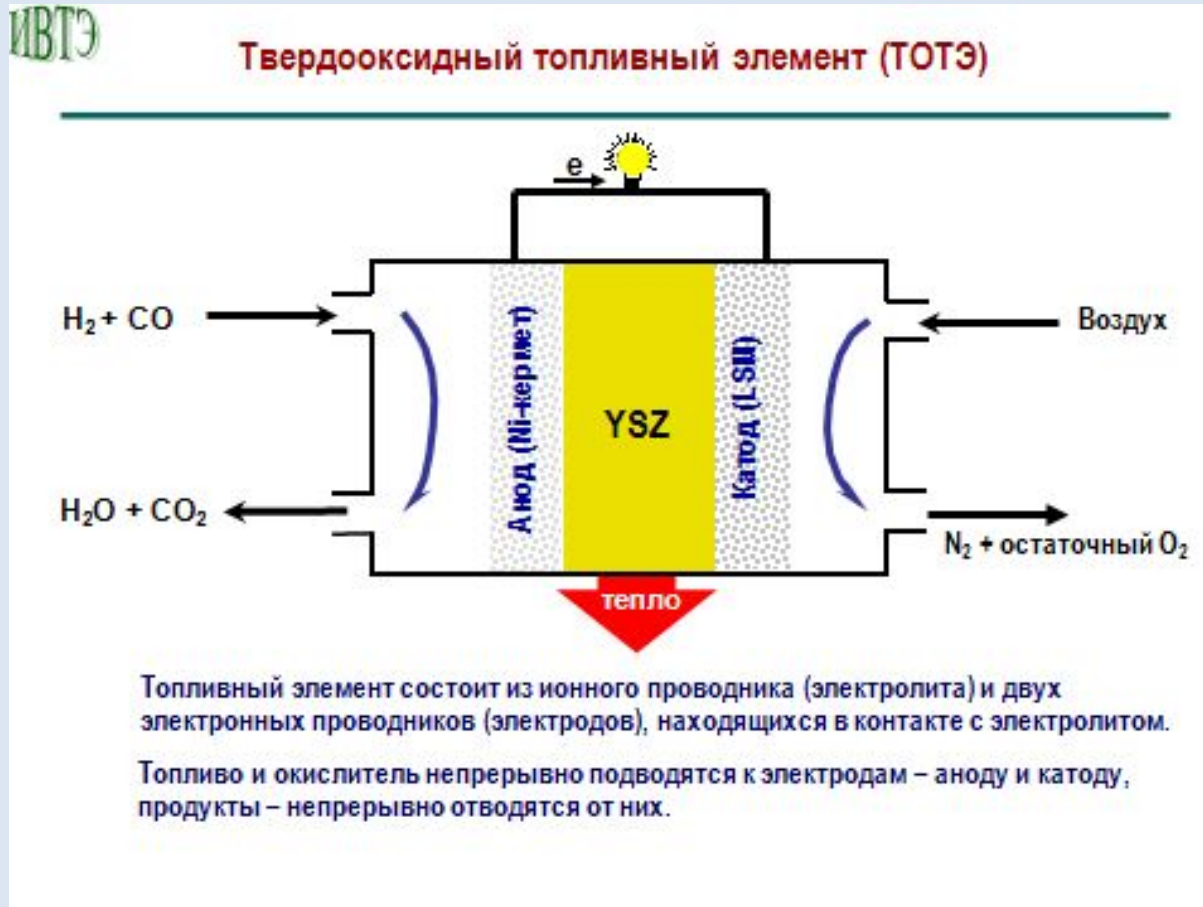 ИВТЭ
Твердооксидный топливный элемент (ТОТЭ)
e
H₂ + CO
Воздух
Анод (Ni-кермет)
YSZ
Катод (LSM)
H₂O + CO₂
N₂ + остаточный O₂
тепло
Топливный элемент состоит из ионного проводника (электролита) и двух
электронных проводников (электродов), находящихся в контакте с электролитом.
Топливо и окислитель непрерывно подводятся к электродам – аноду и катоду,
продукты – непрерывно отводятся от них.